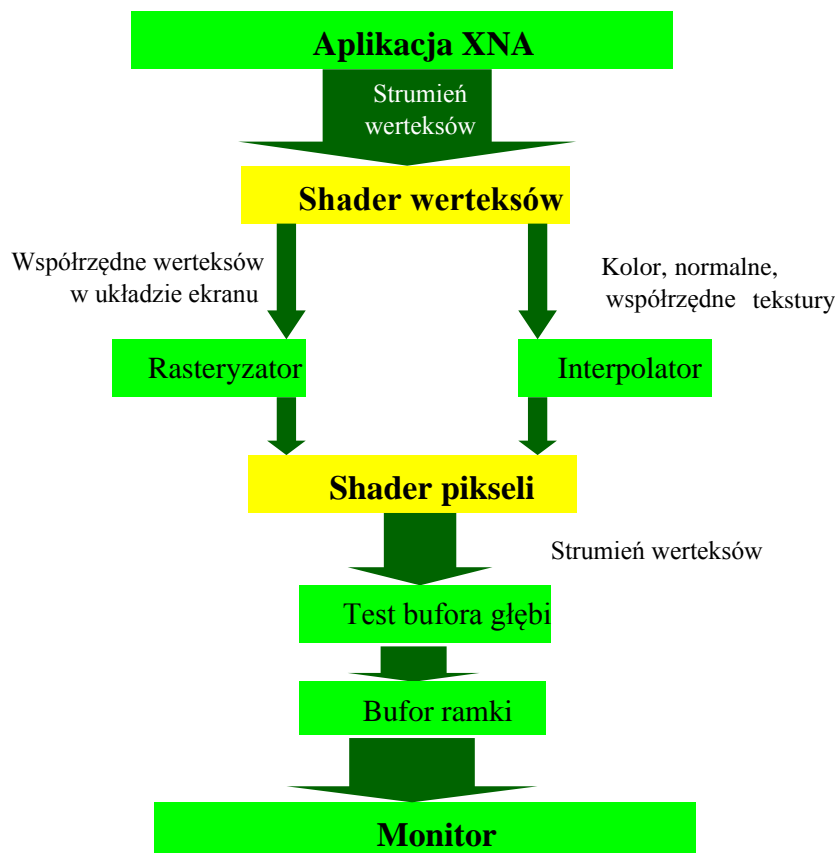 Aplikacja XNA
Strumień
werteksów
Shader werteksów
Współrzędne werteksów
w układzie ekranu
Kolor, normalne,
współrzędne tekstury
Rasteryzator
Interpolator
Shader pikseli
Strumień werteksów
Test bufora głębi
Bufor ramki
Monitor